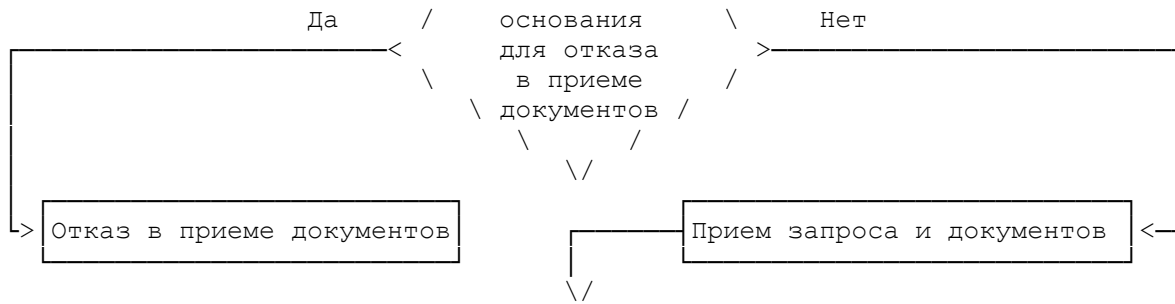 Да основания Нет
для отказа
в приеме
документов
Отказ в приеме документов Прием запроса и документов